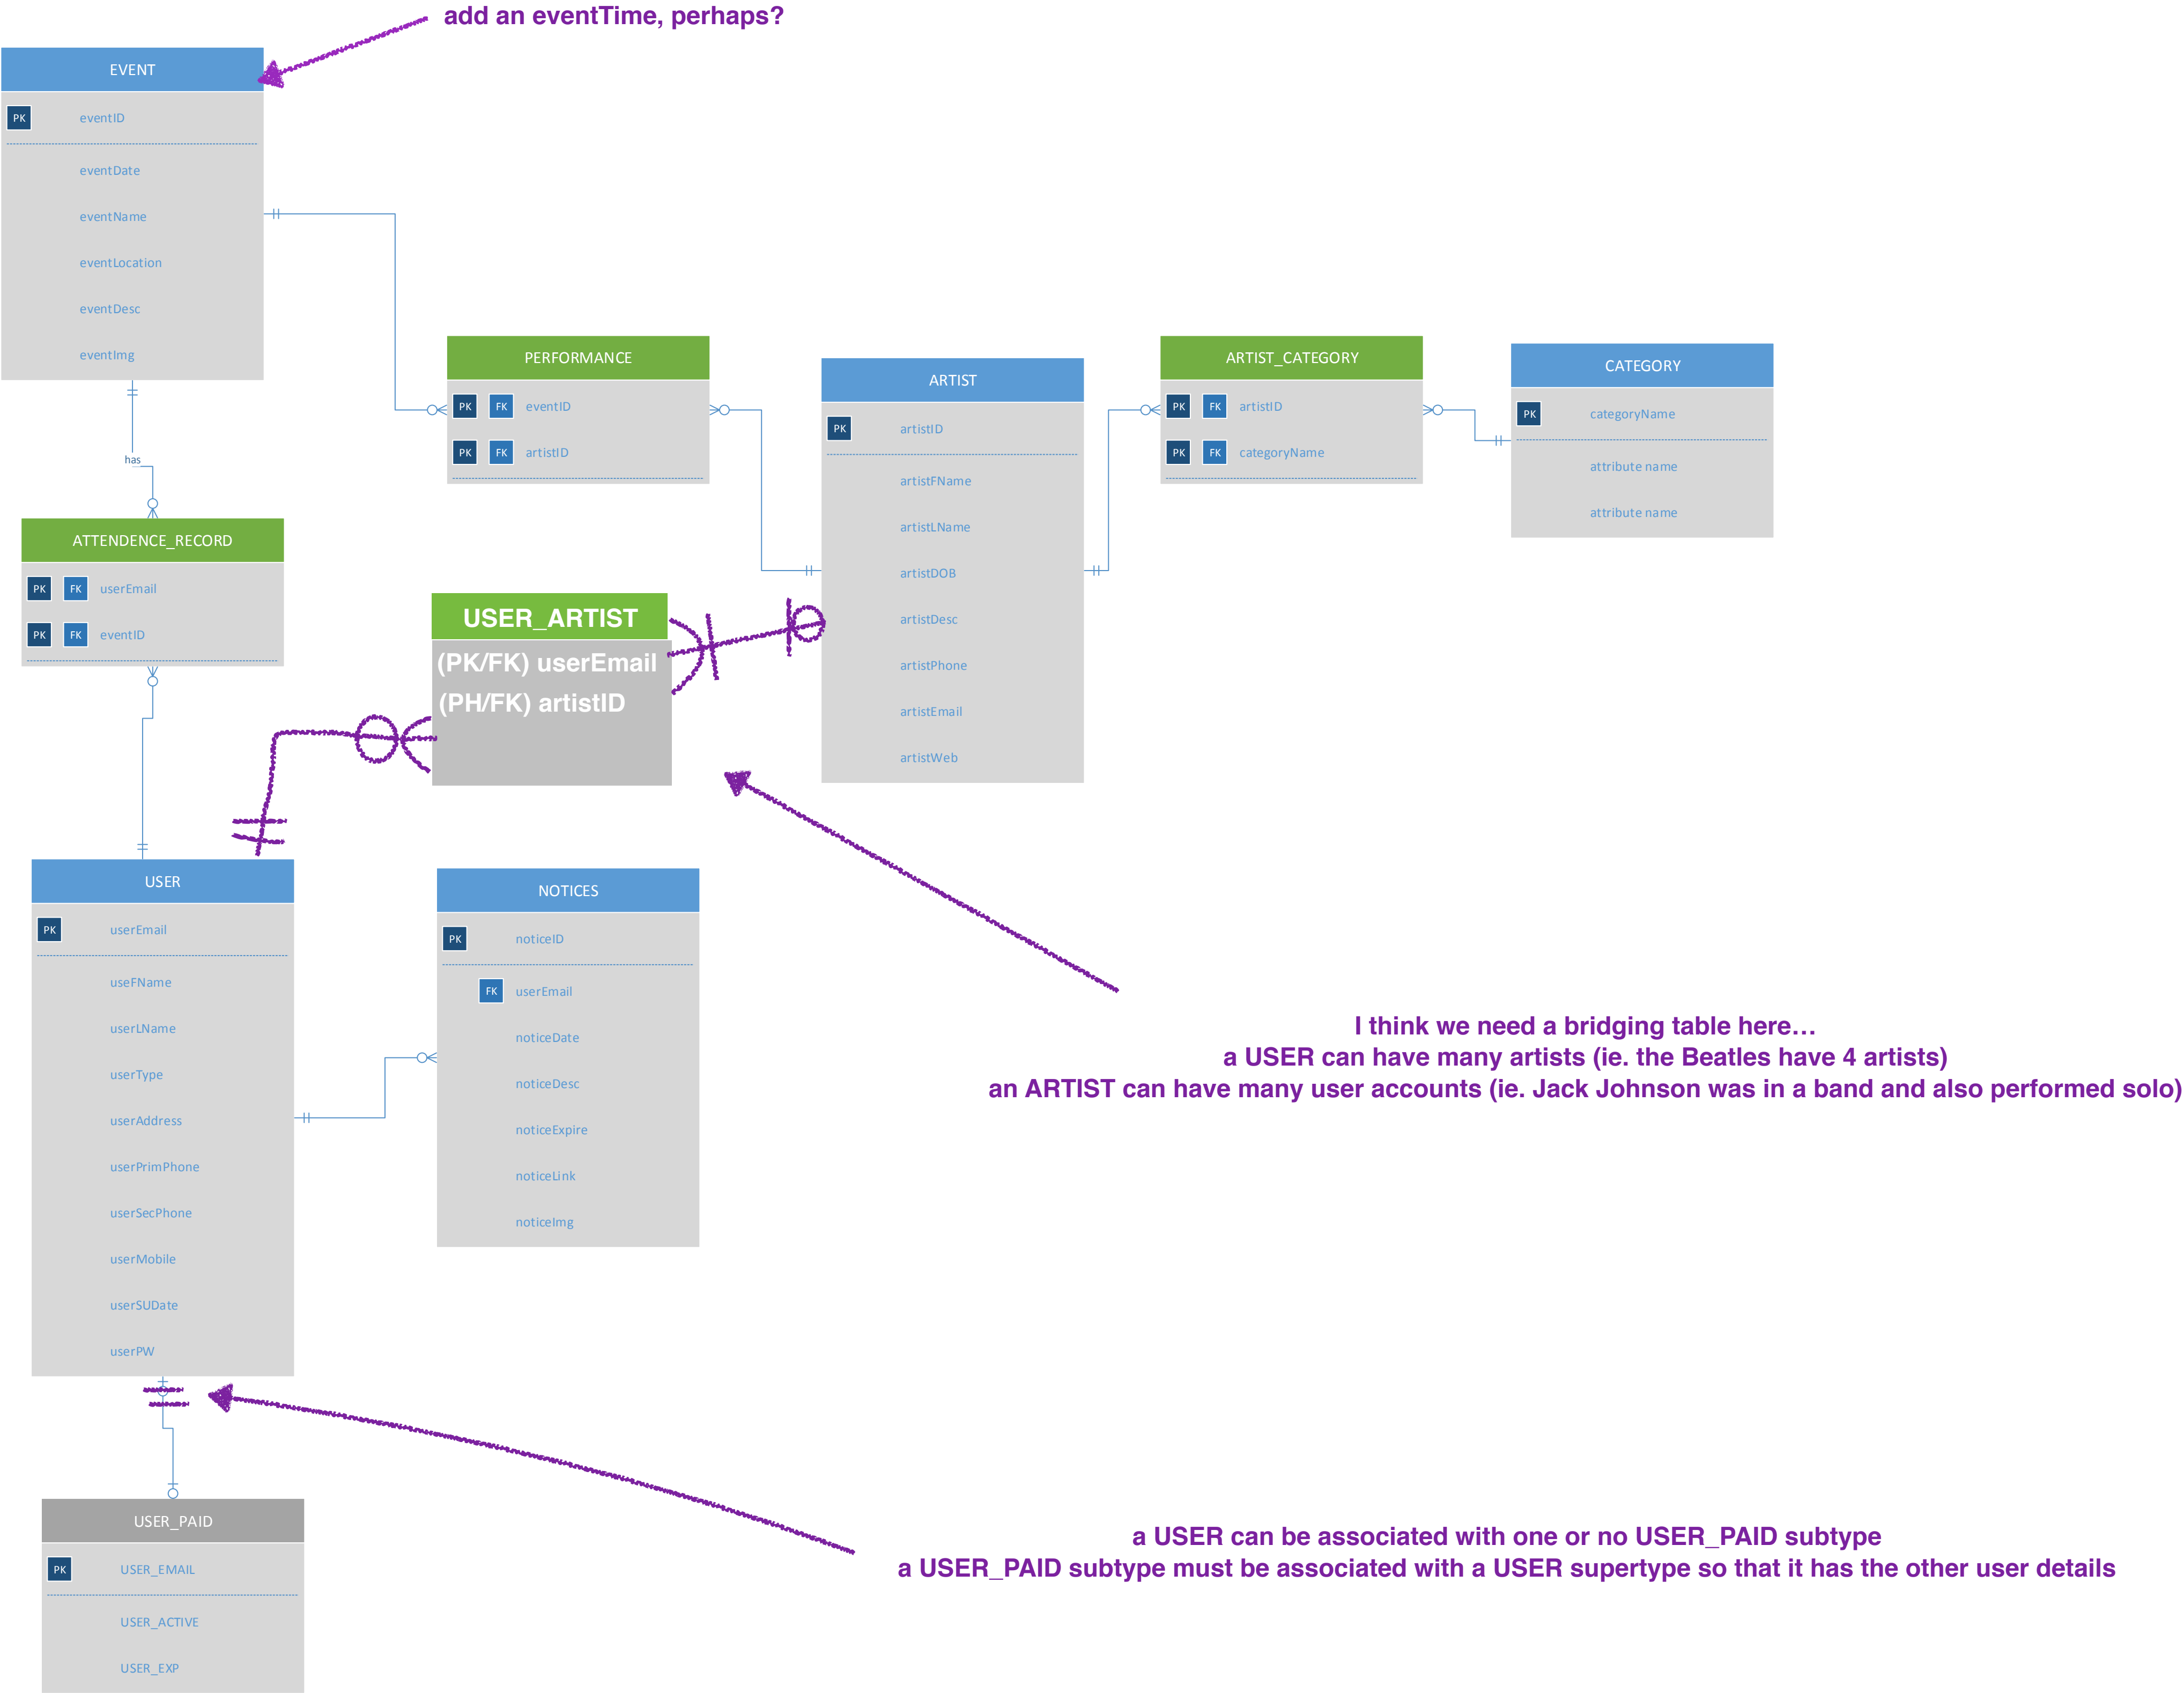 add an eventTime, perhaps?
EVENT
PK eventID
eventDate
eventName
eventLocation
eventDesc
eventImg
has
PERFORMANCE
PK FK eventID
PK FK artistID
ARTIST
PK artistID
artistFName
artistLName
artistDOB
artistDesc
artistPhone
artistEmail
artistWeb
ARTIST_CATEGORY
PK FK artistID
PK FK categoryName
CATEGORY
PK categoryName
attribute name
attribute name
ATTENDENCE_RECORD
PK FK userEmail
PK FK eventID
USER_ARTIST
(PK/FK) userEmail
(PH/FK) artistID
USER
PK userEmail
useFName
userLName
userType
userAddress
userPrimPhone
userSecPhone
userMobile
userSUDate
userPW
NOTICES
PK noticeID
FK userEmail
noticeDate
noticeDesc
noticeExpire
noticeLink
noticeImg
I think we need a bridging table here...
a USER can have many artists (ie. the Beatles have 4 artists)
an ARTIST can have many user accounts (ie. Jack Johnson was in a band and also performed solo)
USER_PAID
PK USER_EMAIL
USER_ACTIVE
USER_EXP
a USER can be associated with one or no USER_PAID subtype
a USER_PAID subtype must be associated with a USER supertype so that it has the other user details